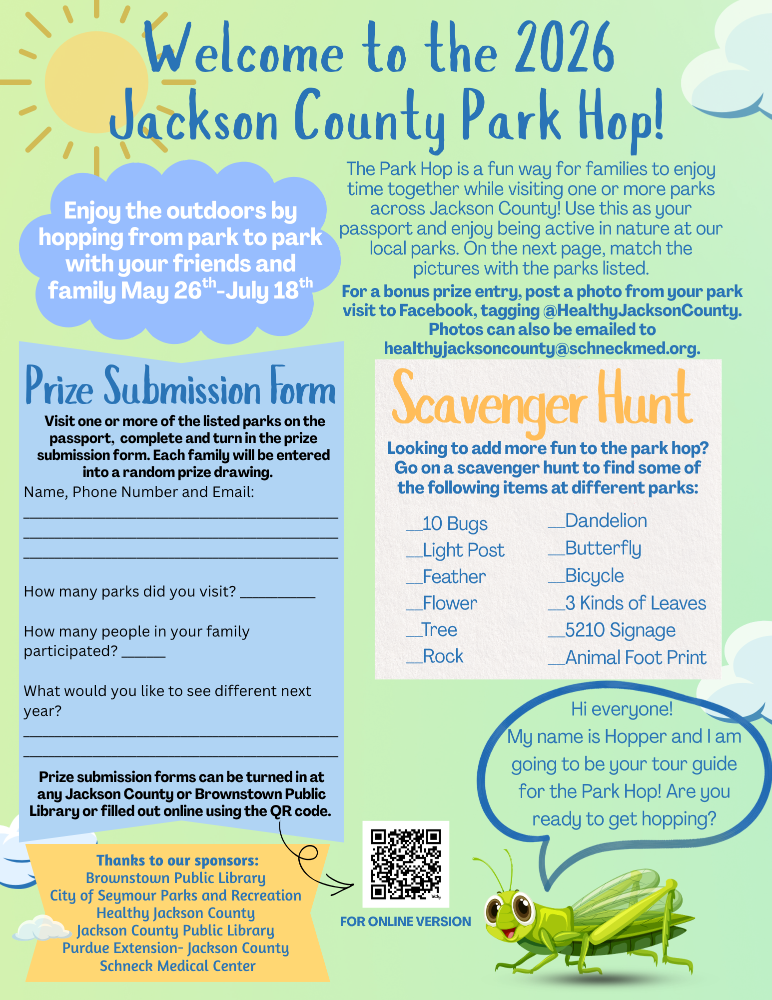 Welcome to the 2026
Jackson County Park Hop!
Enjoy the outdoors by
hopping from park to park
with your friends and
family May 26th-July 18th
The Park Hop is a fun way for families to enjoy
time together while visiting one or more parks
across Jackson County! Use this as your
passport and enjoy being active in nature at our
local parks. On the next page, match the
pictures with the parks listed.
For a bonus prize entry, post a photo from your park
visit to Facebook, tagging @HealthyJacksonCounty.
Photos can also be emailed to
healthyjacksoncounty@schneckmed.org.
Prize Submission Form
Visit one or more of the listed parks on the
passport,  complete and turn in the prize
submission form. Each family will be entered
into a random prize drawing.
Name, Phone Number and Email:
__________________________________________
__________________________________________
__________________________________________
How many parks did you visit? __________
How many people in your family
participated? ______
What would you like to see different next
year?
__________________________________________
__________________________________________
Prize submission forms can be turned in at
any Jackson County or Brownstown Public
Library or filled out online using the QR code.
Scavenger Hunt
Looking to add more fun to the park hop?
Go on a scavenger hunt to find some of
the following items at different parks:
__10 Bugs
__Light Post
__Feather
__Flower
__Tree
__Rock
__Dandelion
__Butterfly
__Bicycle
__3 Kinds of Leaves
__5210 Signage
__Animal Foot Print
Hi everyone!
My name is Hopper and I am
going to be your tour guide
for the Park Hop! Are you
ready to get hopping?
Thanks to our sponsors:
Brownstown Public Library
City of Seymour Parks and Recreation
Healthy Jackson County
Jackson County Public Library
Purdue Extension- Jackson County
Schneck Medical Center
bitly
FOR ONLINE VERSION